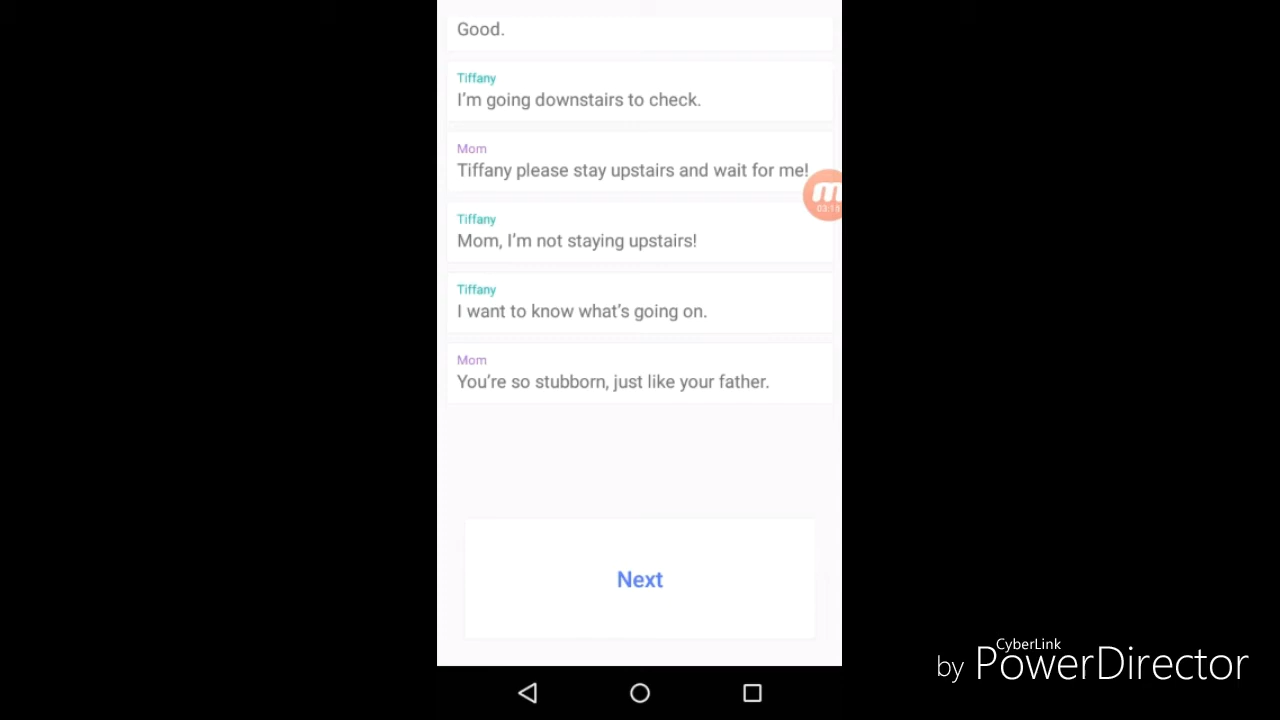 Good.
Tiffany
I'm going downstairs to check.
Mom
Tiffany please stay upstairs and wait for me!
m
03:18
Tiffany
Mom, I'm not staying upstairs!
Tiffany
I want to know what's going on.
Mom
You're so stubborn, just like your father.
Next
CyberLink
by PowerDirector